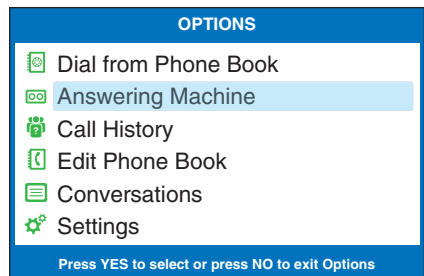 OPTIONS
Dial from Phone Book
Answering Machine
Call History
Edit Phone Book
Conversations
Settings
Press YES to select or press NO to exit Options